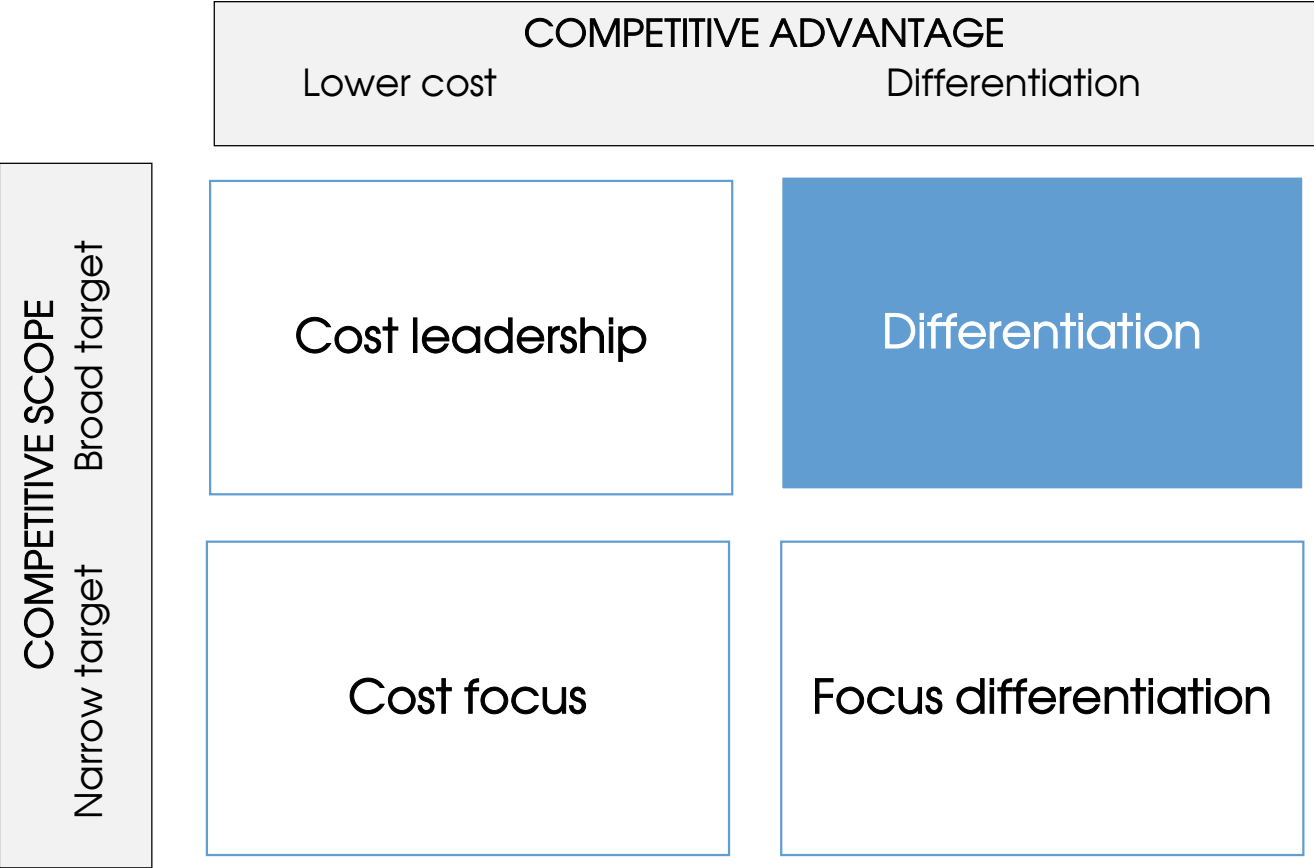 COMPETITIVE ADVANTAGE
Lower cost
Differentiation
COMPETITIVE SCOPE
Broad target
Narrow target
Cost leadership
Differentiation
Cost focus
Focus differentiation